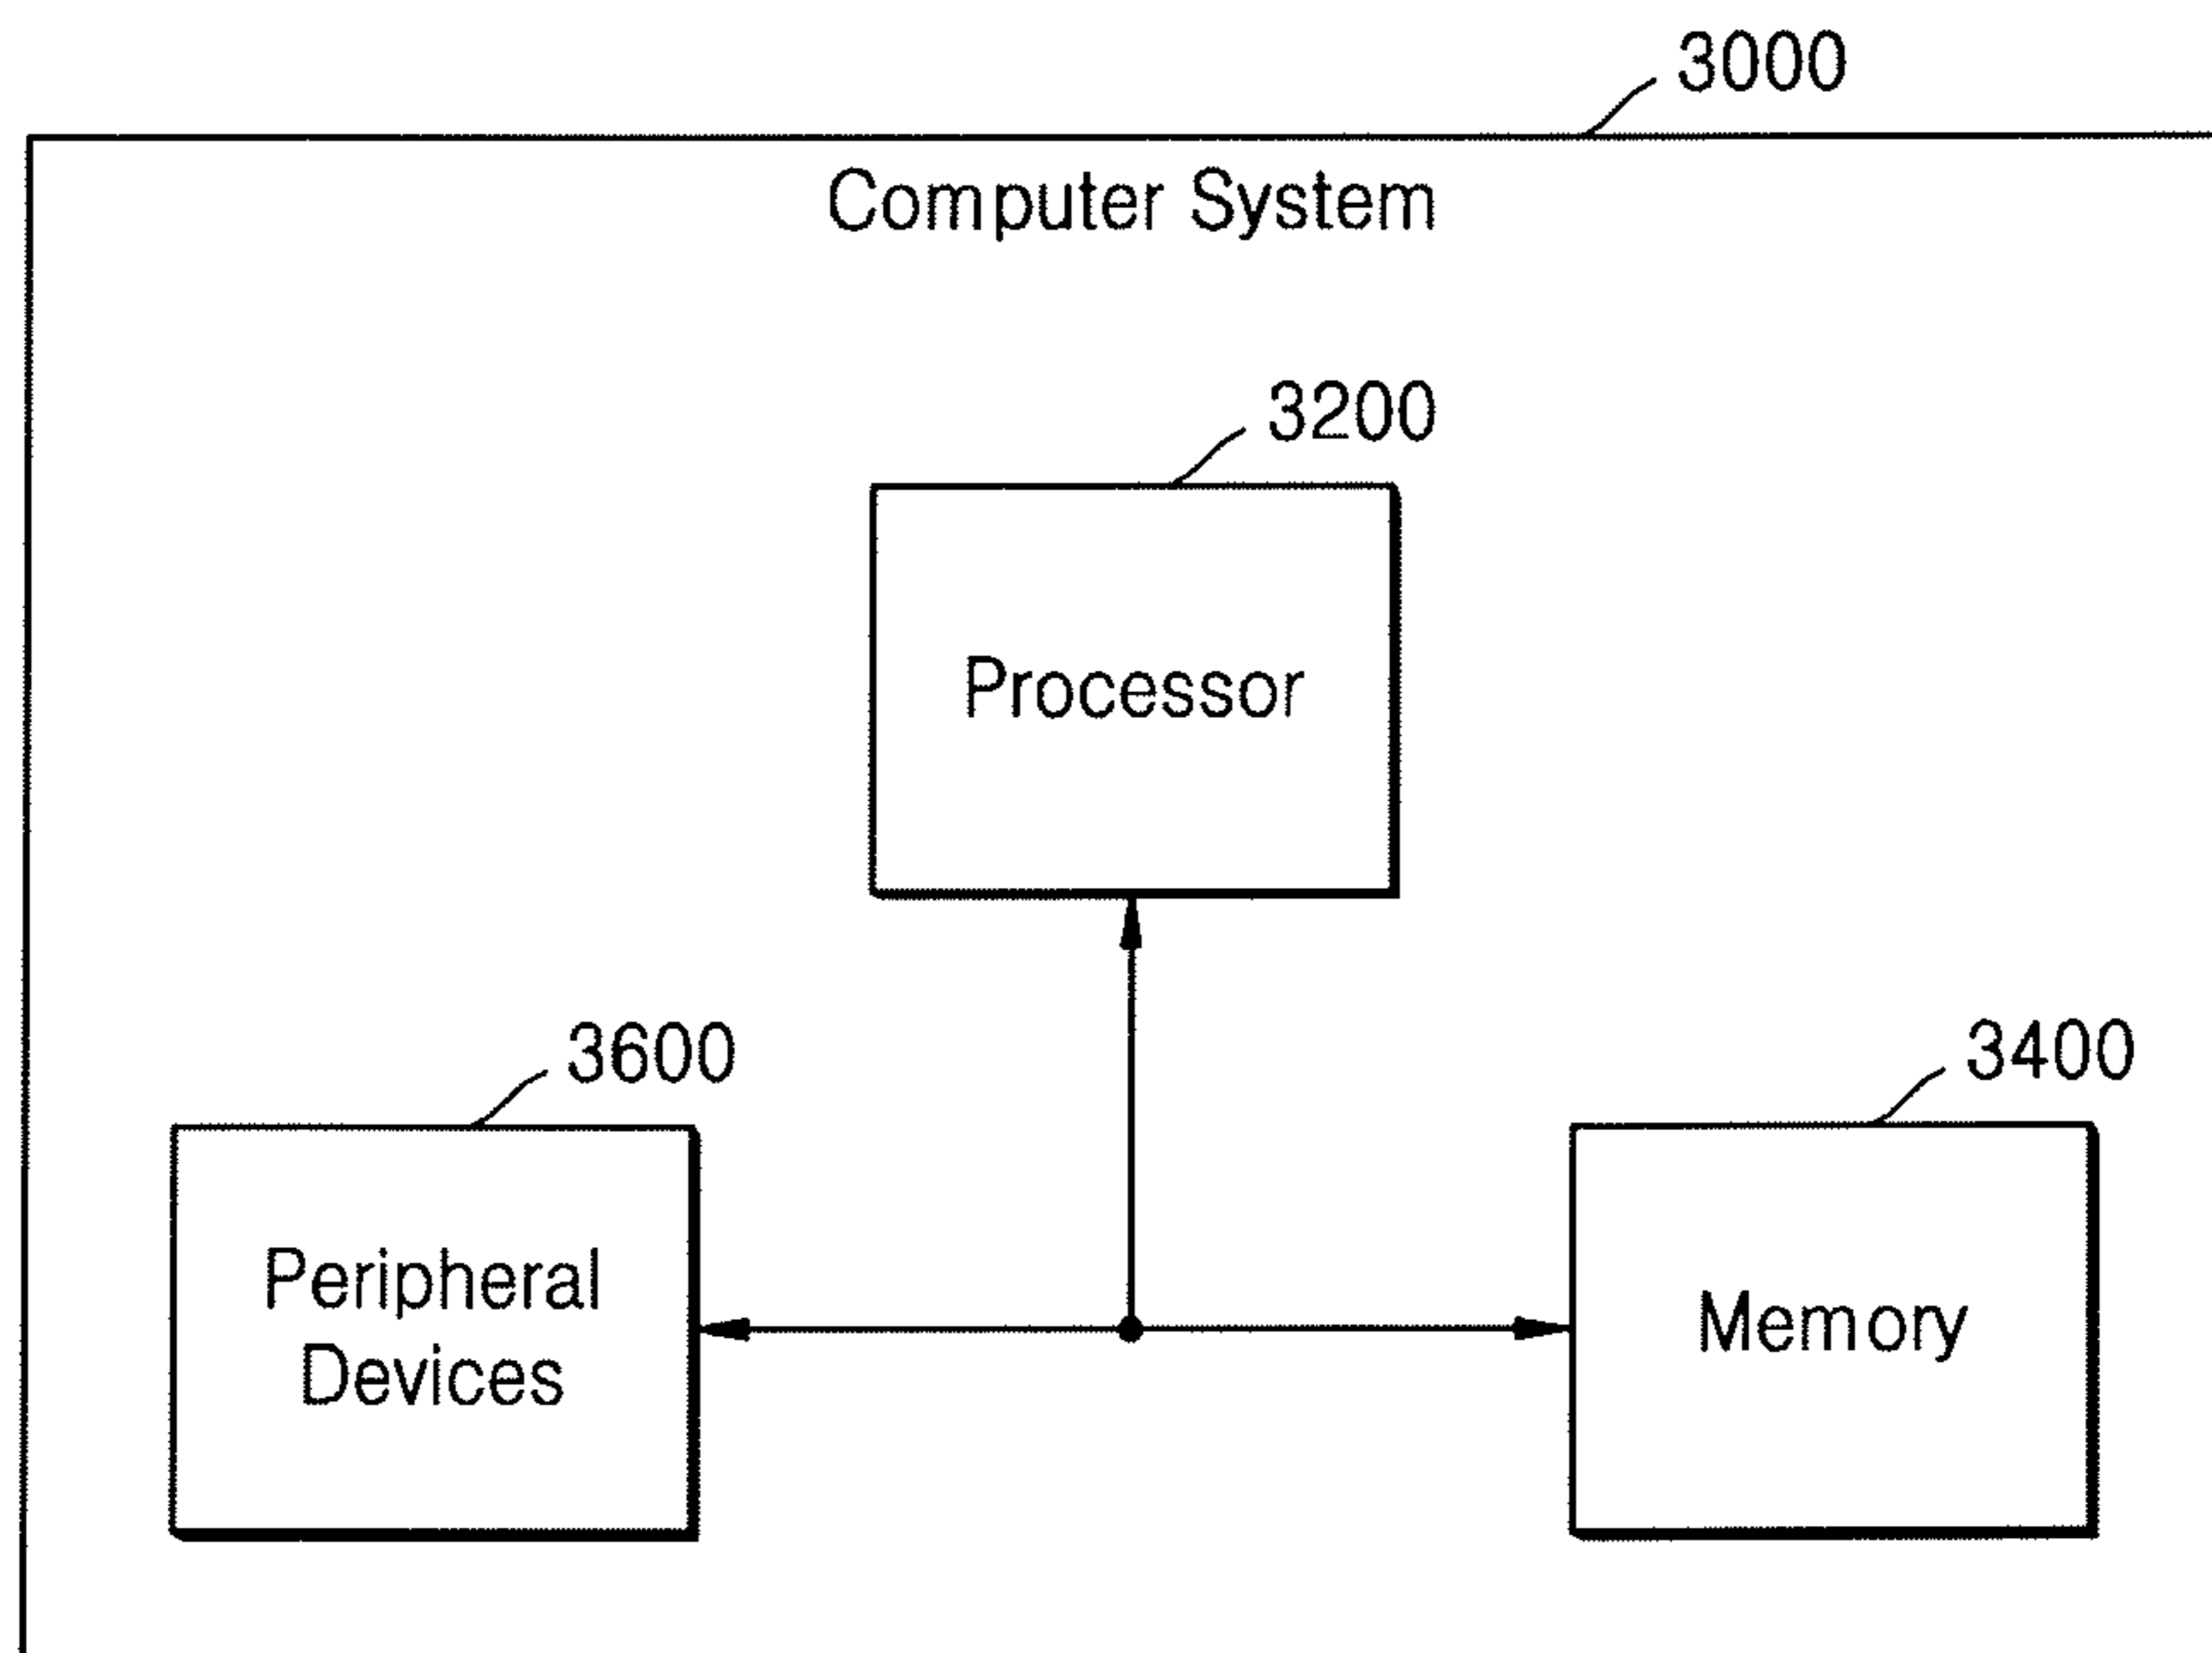 3000
Computer System
3200
Processor
3600
3400
Peripheral
Devices
Memory